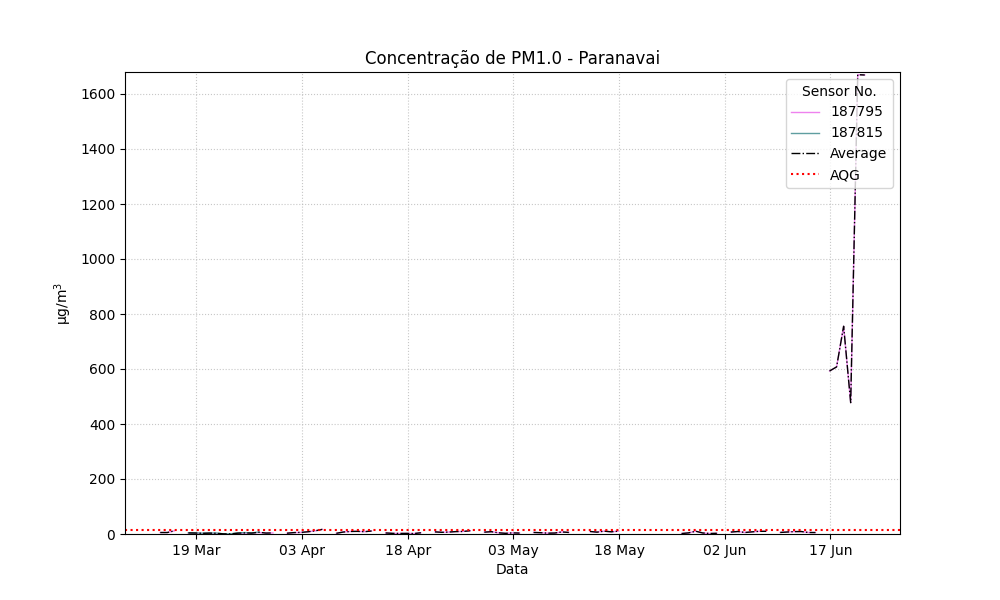 Concentração de PM1.0 - Paranavai
Sensor No.
187795
187815
Average
AQG
1600
1400
1200
1000
800
600
400
200
0
µg/m³
19 Mar
03 Apr
18 Apr
03 May
18 May
02 Jun
17 Jun
Data